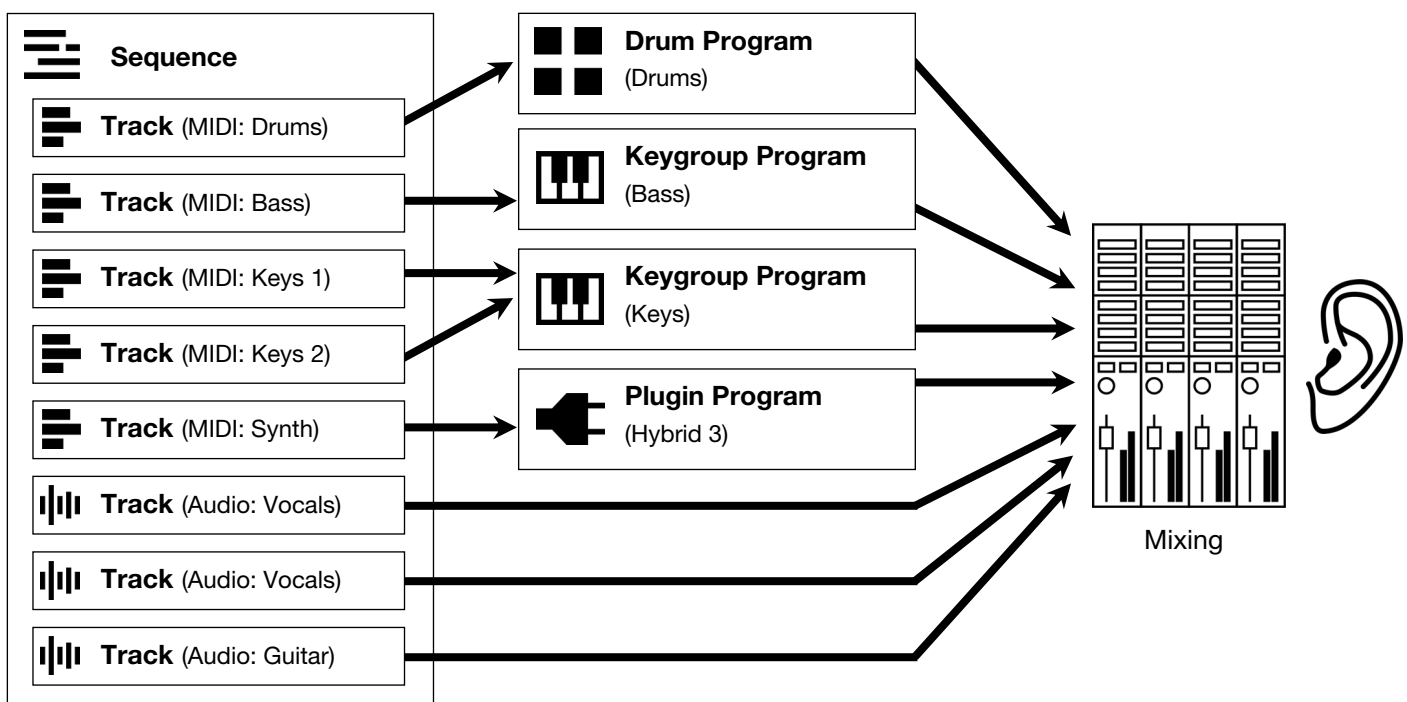 Sequence
Track (MIDI: Drums)
Track (MIDI: Bass)
Track (MIDI: Keys 1)
Track (MIDI: Keys 2)
Track (MIDI: Synth)
Track (Audio: Vocals)
Track (Audio: Vocals)
Track (Audio: Guitar)
Drum Program
(Drums)
Keygroup Program
(Bass)
Keygroup Program
(Keys)
Plugin Program
(Hybrid 3)
Mixing